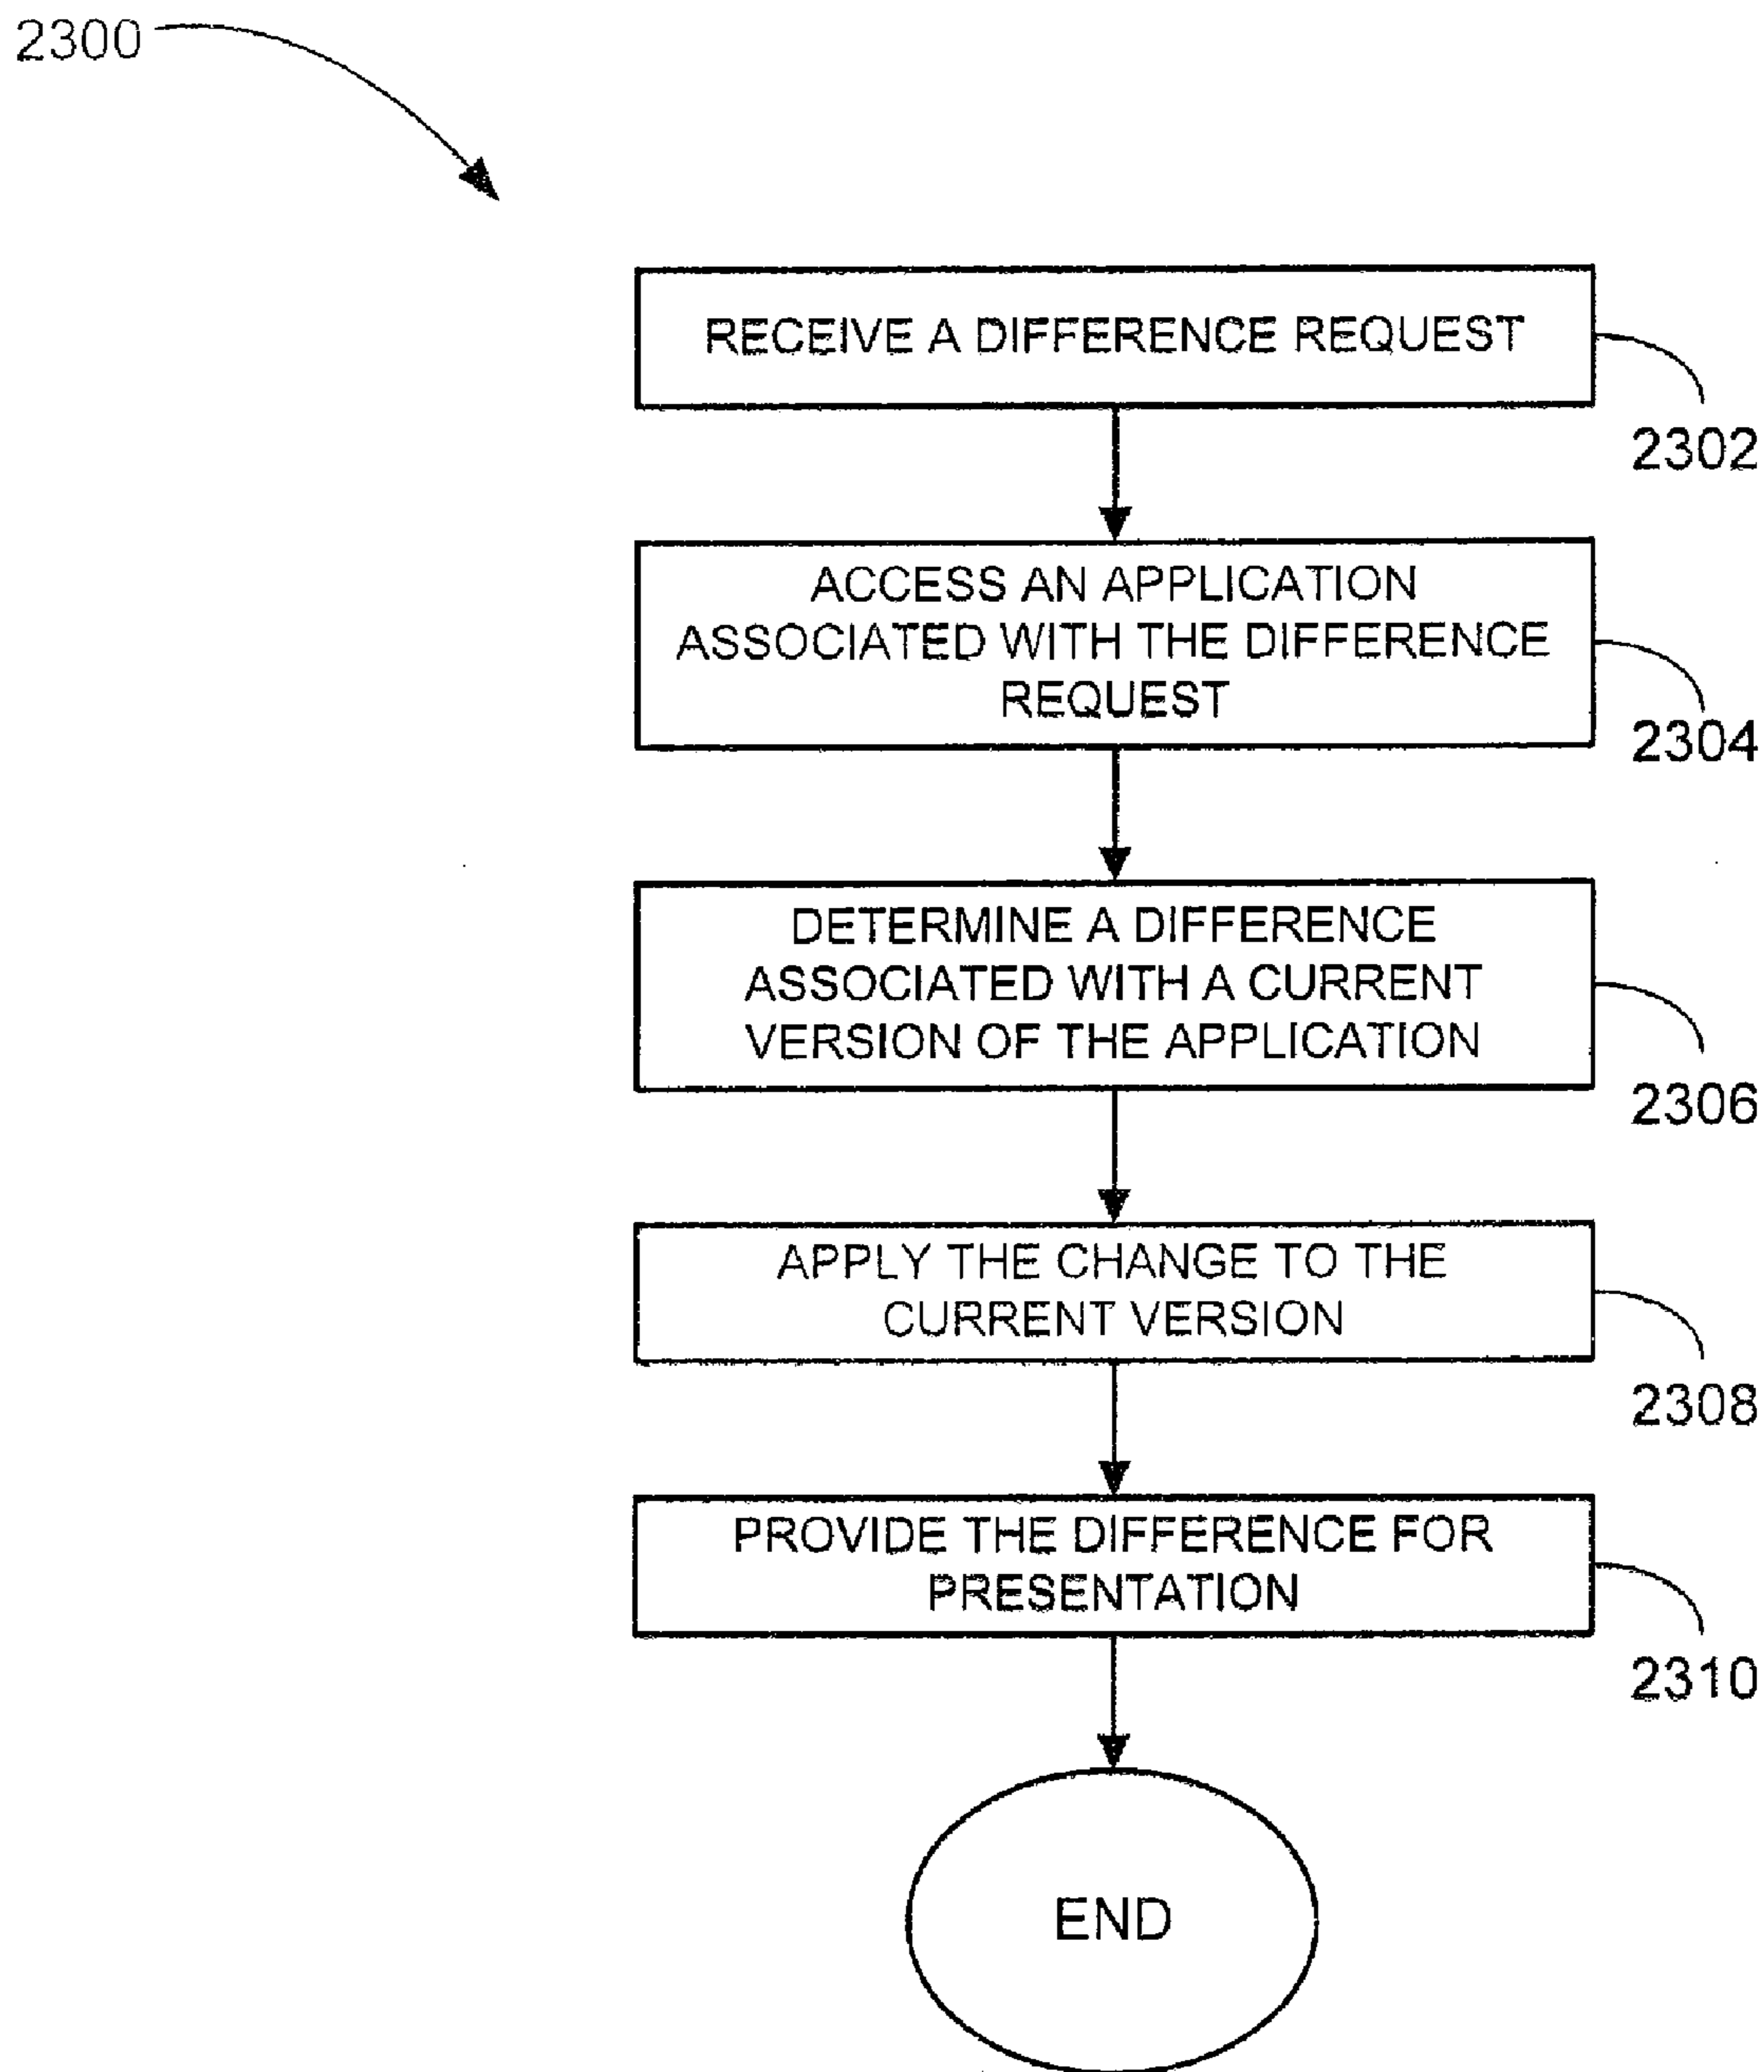 2300
RECEIVE A DIFFERENCE REQUEST
2302
ACCESS AN APPLICATION
ASSOCIATED WITH THE DIFFERENCE
REQUEST
2304
DETERMINE A DIFFERENCE
ASSOCIATED WITH A CURRENT
VERSION OF THE APPLICATION
2306
APPLY THE CHANGE TO THE
CURRENT VERSION
2308
PROVIDE THE DIFFERENCE FOR
PRESENTATION
2310
END